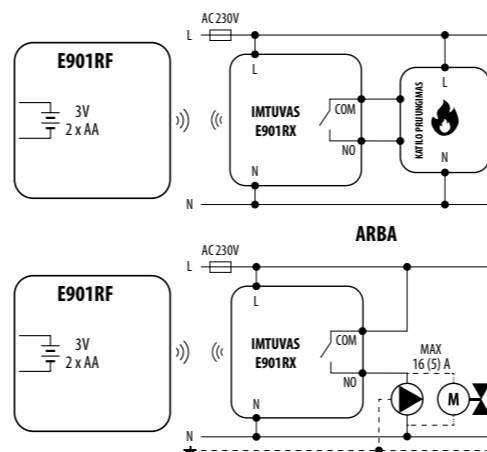 AC 230V
L
E901RF
3V
2 x AA
L
IMTUVAS
E901RX
COM
NO
N
L
KATILO PRIJUNGIMAS
N
N
ARBA
AC 230V
L
E901RF
3V
2 x AA
L
IMTUVAS
E901RX
COM
NO
N
MAX
16 (5) A
M
N